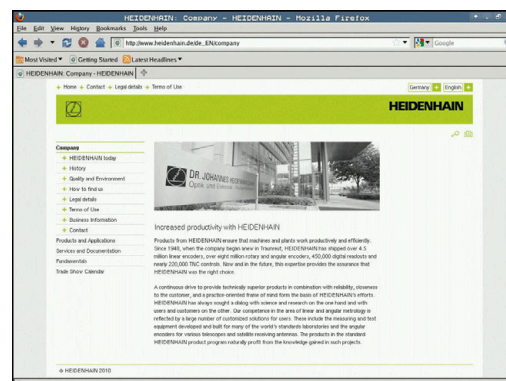 HEIDENHAIN: Company - HEIDENHAIN - Mozilla Firefox
File Edit View History Bookmarks Tools Help
http://www.heidenhain.de/de_EN/company
Google
Most Visited Getting Started Latest Headlines
HEIDENHAIN: Company - HEIDENHAIN
Home + Contact + Legal details + Terms of Use
Germany + English +
HEIDENHAIN
Company
+ HEIDENHAIN today
+ History
+ Quality and Environment
+ How to find us
+ Legal details
+ Terms of Use
+ Business Information
+ Contact
Products and Applications
Services and Documentation
Fundamentals
Trade Show Calendar
DR. JOHANNES HEIDENHAIN
Optik und Elektronik
Increased productivity with HEIDENHAIN
Products from HEIDENHAIN ensure that machines and plants work productively and efficiently.
Since 1948, when the company began anew in Traunreut, HEIDENHAIN has shipped over 4.5
million linear encoders, over eight million rotary and angular encoders, 450,000 digital readouts and
nearly 220,000 TNC controls. Now and in the future, this expertise provides the assurance that
HEIDENHAIN was the right choice.
A continuous drive to provide technically superior products in combination with reliability, closeness
to the customer, and a practice-oriented frame of mind form the basis of HEIDENHAIN's efforts.
HEIDENHAIN has always sought a dialog with science and research on the one hand and with
users and customers on the other. Our competence in the area of linear and angular metrology is
reflected by a large number of customized solutions for users. These include the measuring and test
equipment developed and built for many of the world's standards laboratories and the angular
encoders for various telescopes and satellite receiving antennas. The products in the standard
HEIDENHAIN product program naturally profit from the knowledge gained in such projects.
© HEIDENHAIN 2010